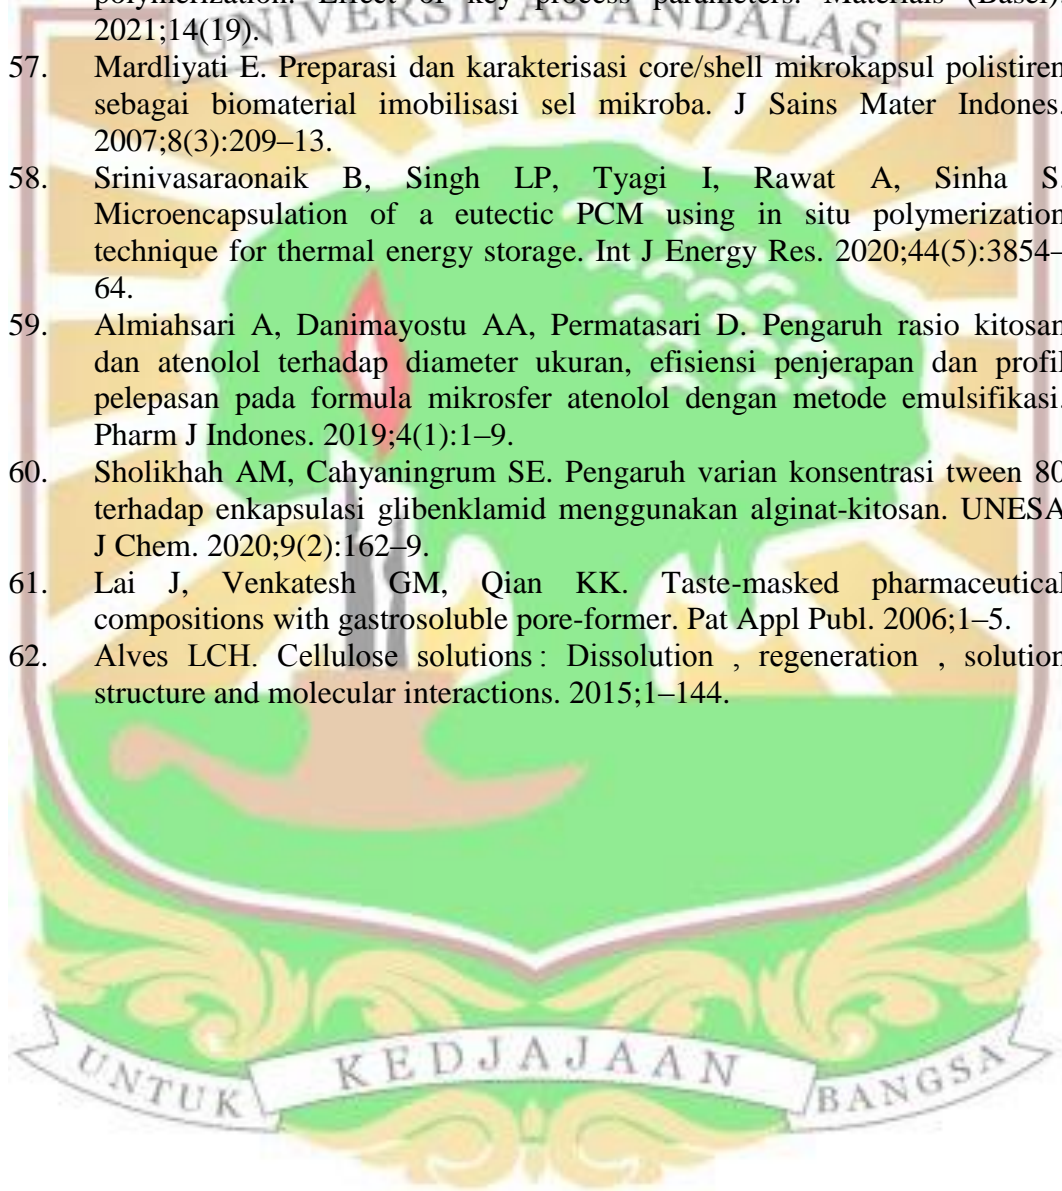 polymerization: Effect of key process parameters. Materials (Basel).
2021;14(19).
UNIVERSITAS ANDALAS
57. Mardliyati E. Preparasi dan karakterisasi core/shell mikrokapsul polistiren
sebagai biomaterial imobilisasi sel mikroba. J Sains Mater Indones.
2007;8(3):209–13.
58. Srinivasaraonaik B, Singh LP, Tyagi I, Rawat A, Sinha S.
Microencapsulation of a eutectic PCM using in situ polymerization
technique for thermal energy storage. Int J Energy Res. 2020;44(5):3854–
64.
59. Almiahsari A, Danimayostu AA, Permatasari D. Pengaruh rasio kitosan
dan atenolol terhadap diameter ukuran, efisiensi penjerapan dan profil
pelepasan pada formula mikrosfer atenolol dengan metode emulsifikasi.
Pharm J Indones. 2019;4(1):1–9.
60. Sholikhah AM, Cahyaningrum SE. Pengaruh varian konsentrasi tween 80
terhadap enkapsulasi glibenklamid menggunakan alginat-kitosan. UNESA
J Chem. 2020;9(2):162–9.
61. Lai J, Venkatesh GM, Qian KK. Taste-masked pharmaceutical
compositions with gastrosoluble pore-former. Pat Appl Publ. 2006;1–5.
62. Alves LCH. Cellulose solutions : Dissolution , regeneration , solution
structure and molecular interactions. 2015;1–144.
UNTUK KEDJAJAAN BANGSA